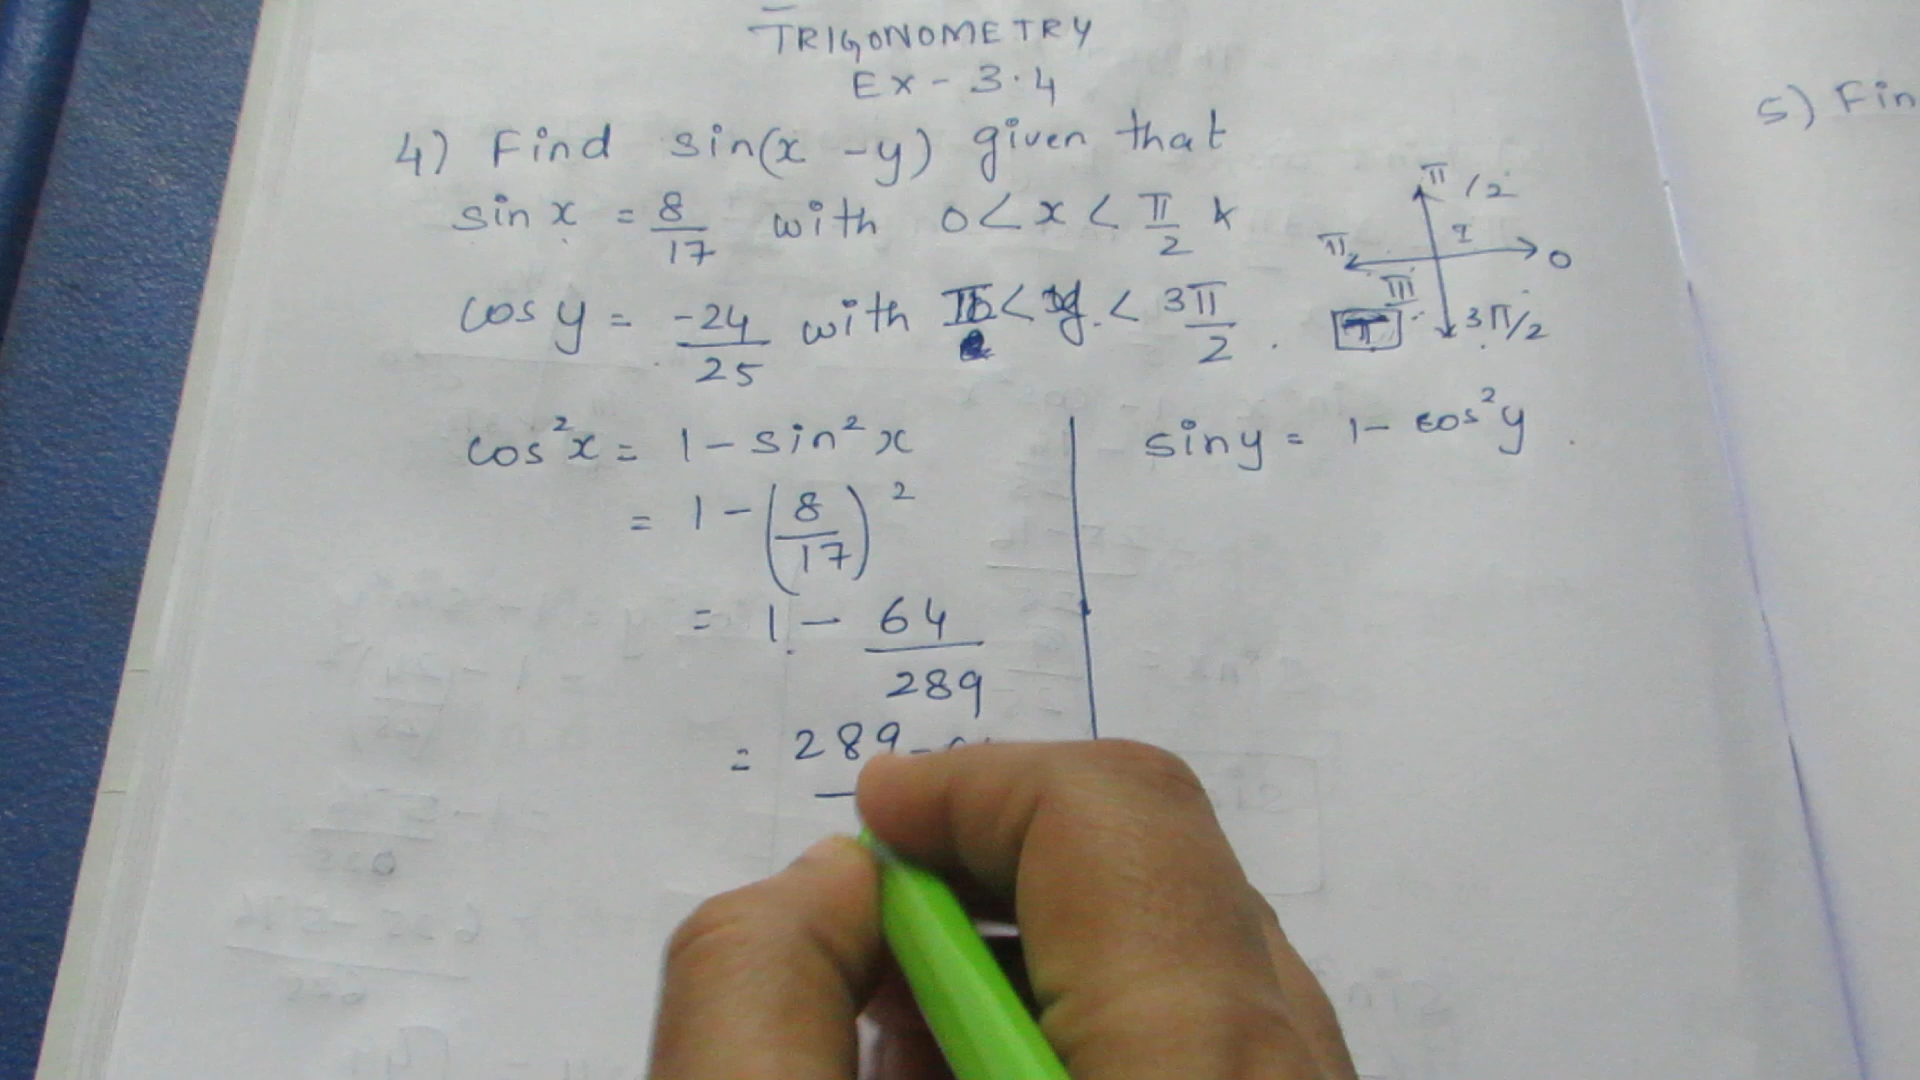 TRIGONOMETRY
EX - 3.4
4) Find sin(x - y) given that
sin x = 8/17 with 0 < x < π/2 &
cos y = -24/25 with π < y < 3π/2 .
π/2
π
I
0
III
3π/2
cos²x = 1 - sin²x
= 1 - (8/17)²
= 1 - 64/289
= 289 -
sin y = 1 - cos²y .
5) Fin